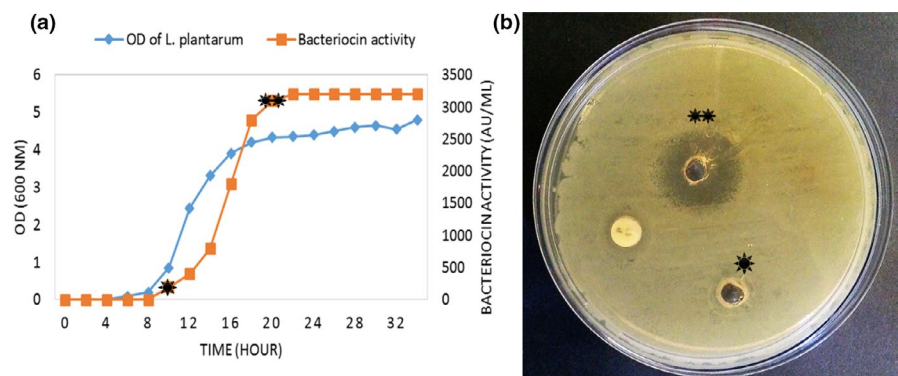 (a)
OD of L. plantarum
Bacteriocin activity
OD (600 NM)
6
5
4
3
2
1
0
3500
3000
2500
2000
1500
1000
500
0
BACTERIOCIN ACTIVITY (AU/ML)
0 4 8 12 16 20 24 28 32
TIME (HOUR)
(b)